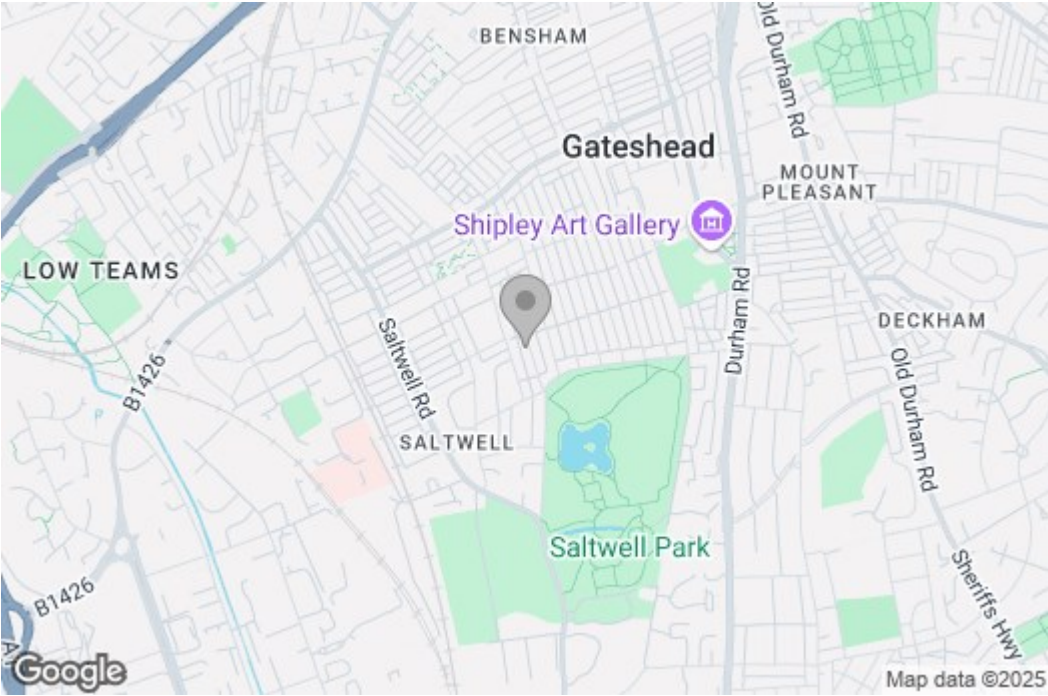 BENSHAM
Old Durham Rd
Gateshead
MOUNT
PLEASANT
Shipley Art Gallery
LOW TEAMS
Durham Rd
DECKHAM
Saltwell Rd
B1426
Old Durham Rd
SALTWELL
Saltwell Park
B1426
Sheriffs Hwy
Google
Map data ©2025